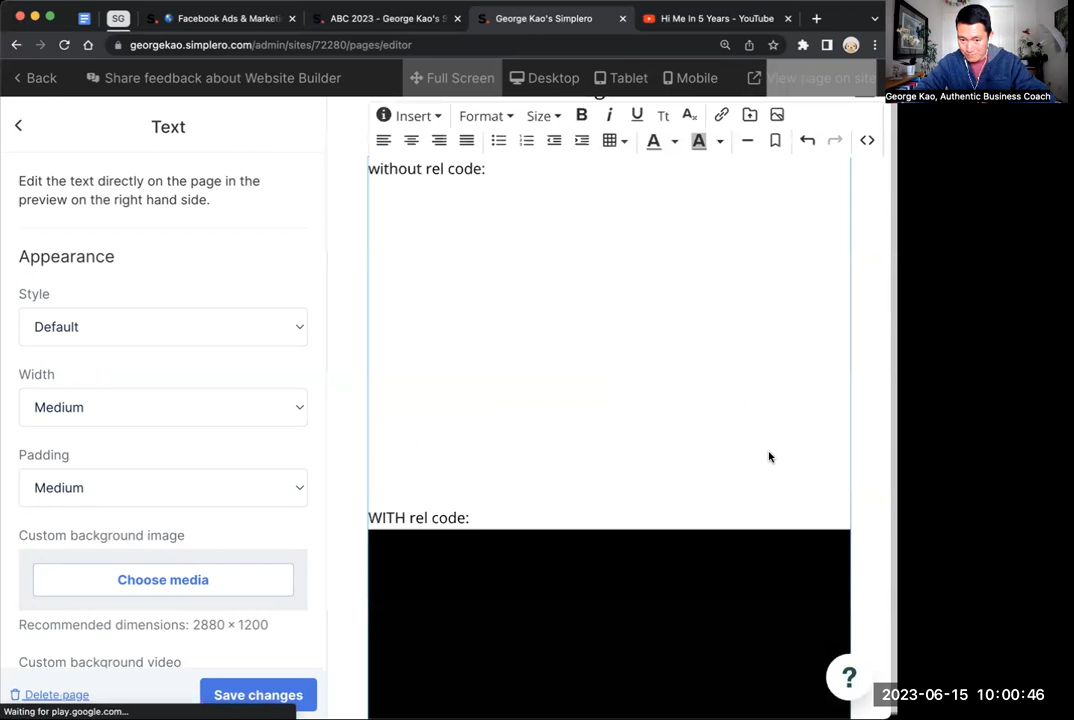 SG
Facebook Ads & Marketi
ABC 2023 - George Kao's S
George Kao's Simplero
Hi Me In 5 Years - YouTube
georgekao.simplero.com/admin/sites/72280/pages/editor
Back
Share feedback about Website Builder
Full Screen
Desktop
Tablet
Mobile
View page on site
George Kao, Authentic Business Coach
Text
Insert
Format
Size
B
i
U
Tt
Edit the text directly on the page in the
preview on the right hand side.
without rel code:
Appearance
Style
Default
Width
Medium
Padding
Medium
WITH rel code:
Custom background image
Choose media
Recommended dimensions: 2880 × 1200
Custom background video
Delete page
Save changes
?
2023-06-15 10:00:46
Waiting for play.google.com...